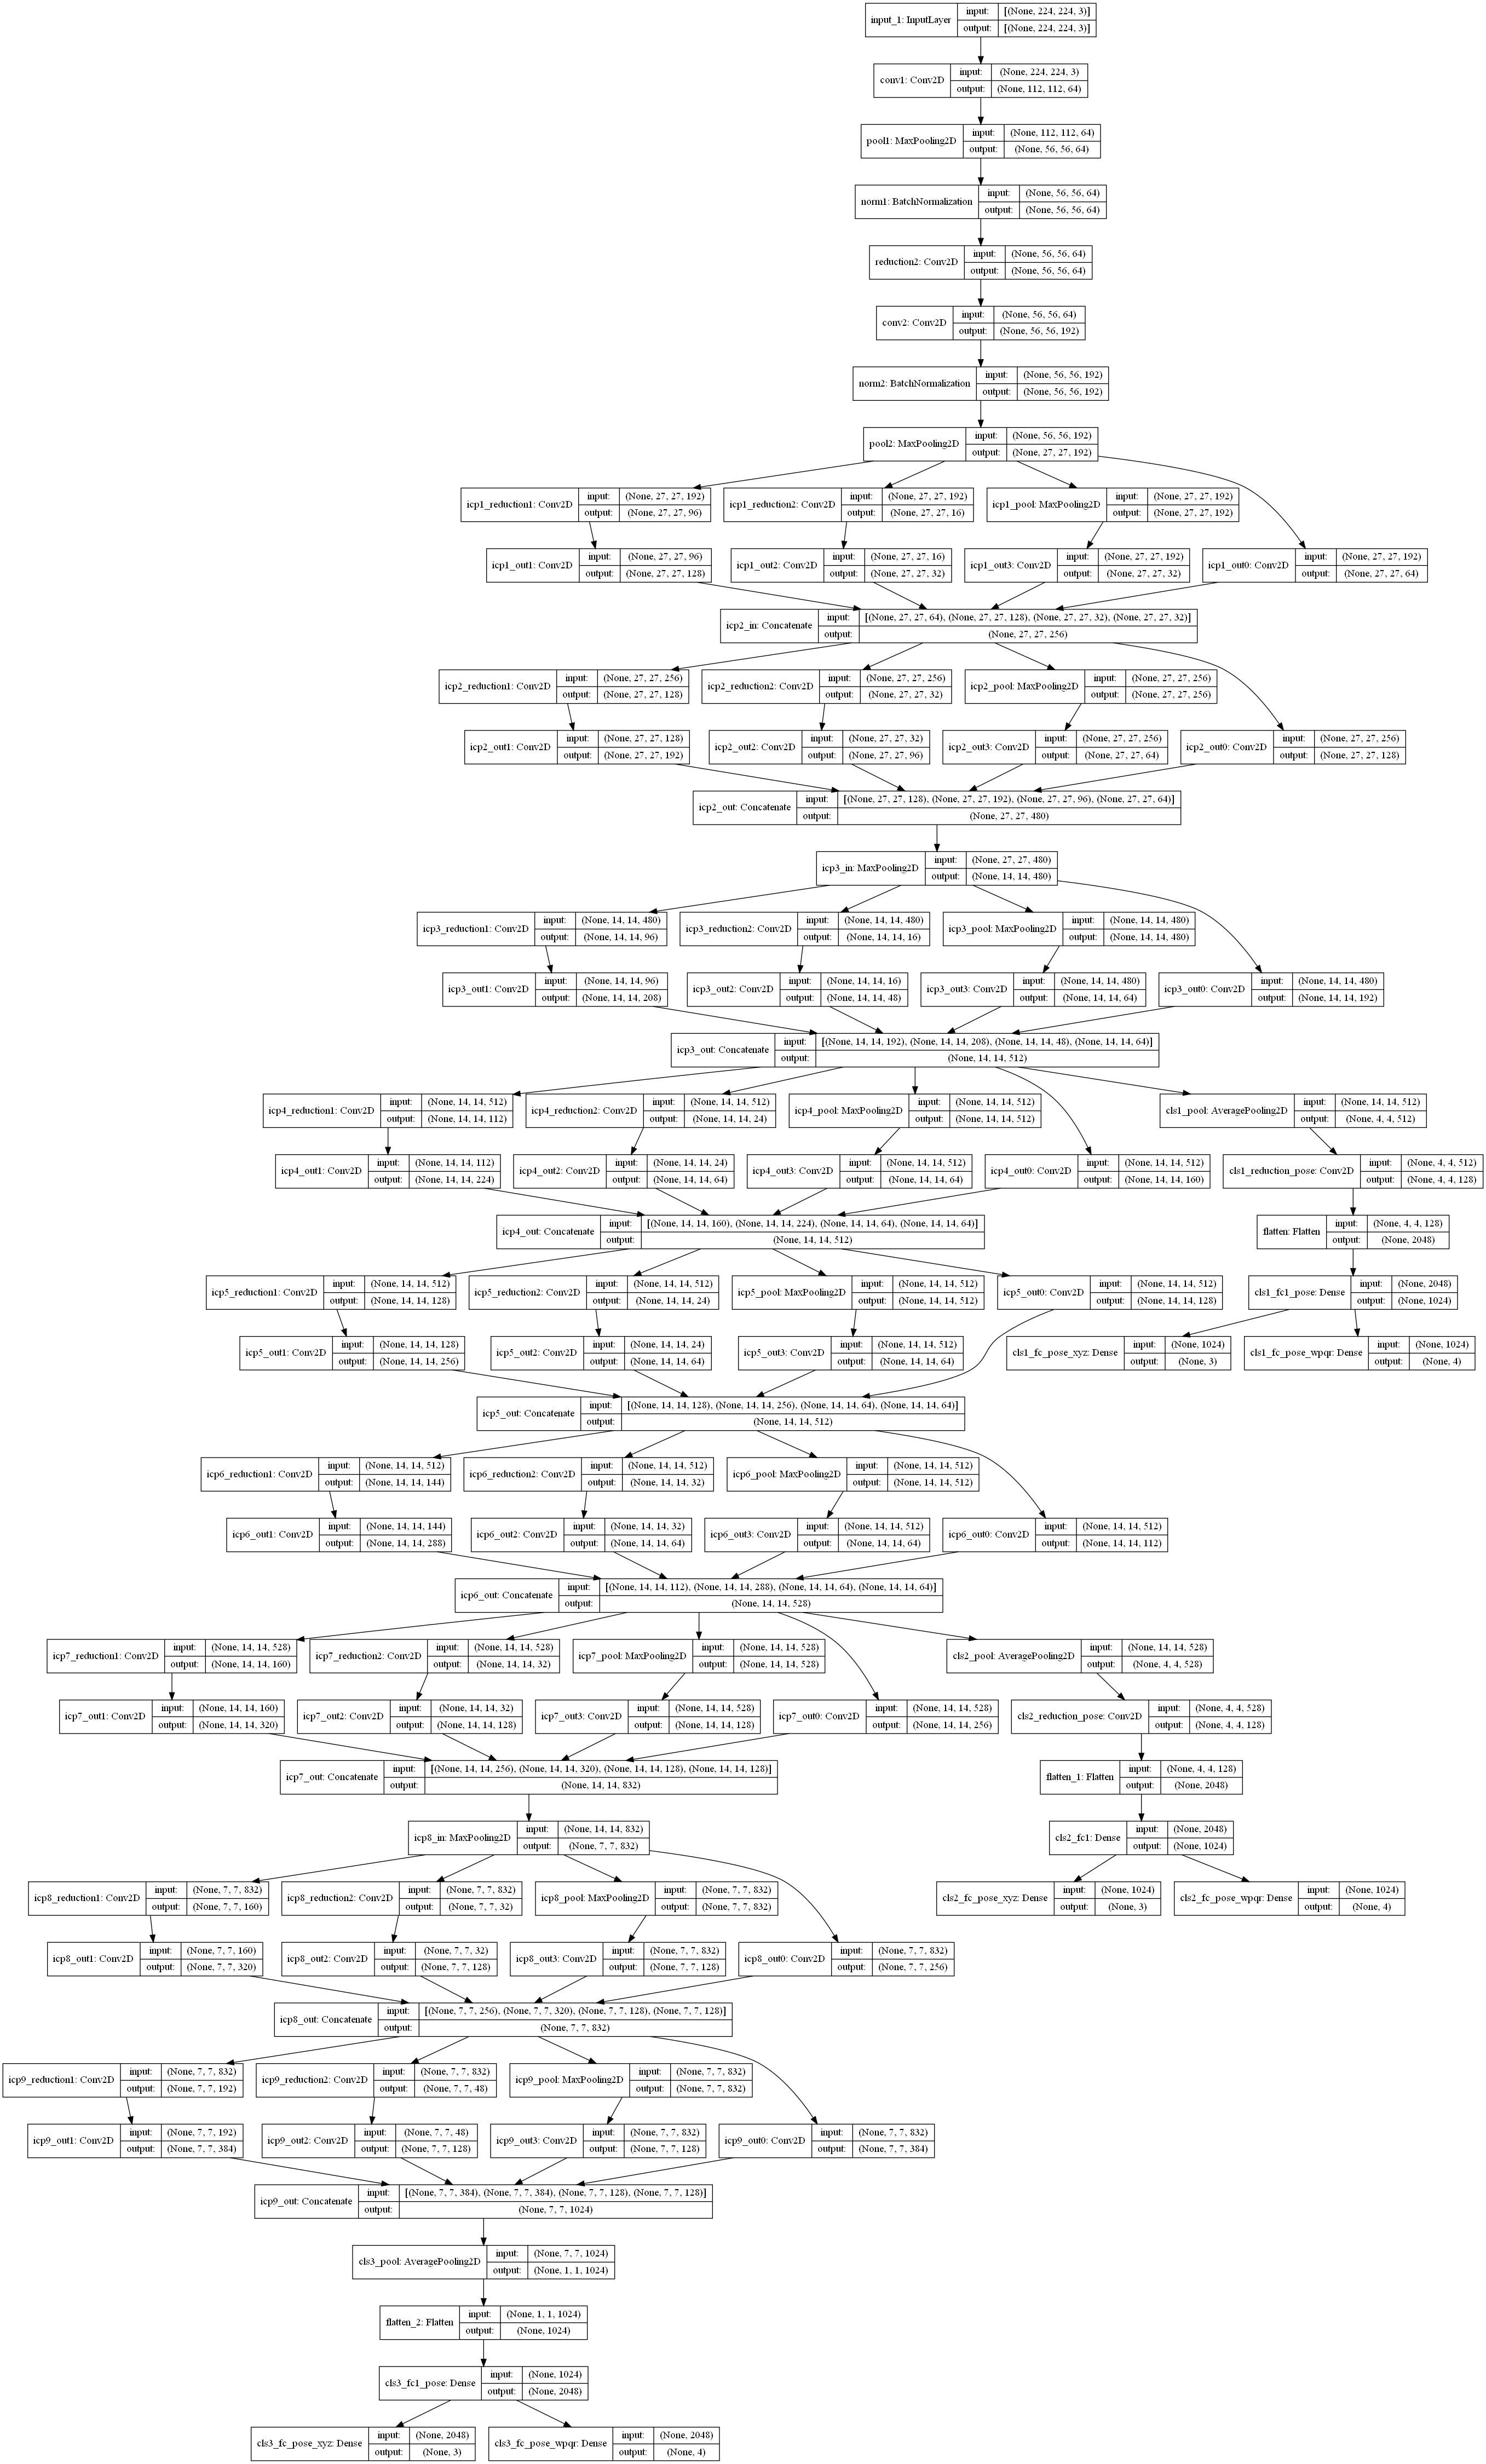 input_1: InputLayer
input: [(None, 224, 224, 3)]
output: [(None, 224, 224, 3)]
conv1: Conv2D
input: (None, 224, 224, 3)
output: (None, 112, 112, 64)
pool1: MaxPooling2D
input: (None, 112, 112, 64)
output: (None, 56, 56, 64)
norm1: BatchNormalization
input: (None, 56, 56, 64)
output: (None, 56, 56, 64)
reduction2: Conv2D
input: (None, 56, 56, 64)
output: (None, 56, 56, 64)
conv2: Conv2D
input: (None, 56, 56, 64)
output: (None, 56, 56, 192)
norm2: BatchNormalization
input: (None, 56, 56, 192)
output: (None, 56, 56, 192)
pool2: MaxPooling2D
input: (None, 56, 56, 192)
output: (None, 27, 27, 192)
icp1_reduction1: Conv2D
input: (None, 27, 27, 192)
output: (None, 27, 27, 96)
icp1_reduction2: Conv2D
input: (None, 27, 27, 192)
output: (None, 27, 27, 16)
icp1_pool: MaxPooling2D
input: (None, 27, 27, 192)
output: (None, 27, 27, 192)
icp1_out1: Conv2D
input: (None, 27, 27, 96)
output: (None, 27, 27, 128)
icp1_out2: Conv2D
input: (None, 27, 27, 16)
output: (None, 27, 27, 32)
icp1_out3: Conv2D
input: (None, 27, 27, 192)
output: (None, 27, 27, 32)
icp1_out0: Conv2D
input: (None, 27, 27, 192)
output: (None, 27, 27, 64)
icp2_in: Concatenate
input: [(None, 27, 27, 64), (None, 27, 27, 128), (None, 27, 27, 32), (None, 27, 27, 32)]
output: (None, 27, 27, 256)
icp2_reduction1: Conv2D
input: (None, 27, 27, 256)
output: (None, 27, 27, 128)
icp2_reduction2: Conv2D
input: (None, 27, 27, 256)
output: (None, 27, 27, 32)
icp2_pool: MaxPooling2D
input: (None, 27, 27, 256)
output: (None, 27, 27, 256)
icp2_out1: Conv2D
input: (None, 27, 27, 128)
output: (None, 27, 27, 192)
icp2_out2: Conv2D
input: (None, 27, 27, 32)
output: (None, 27, 27, 96)
icp2_out3: Conv2D
input: (None, 27, 27, 256)
output: (None, 27, 27, 64)
icp2_out0: Conv2D
input: (None, 27, 27, 256)
output: (None, 27, 27, 128)
icp2_out: Concatenate
input: [(None, 27, 27, 128), (None, 27, 27, 192), (None, 27, 27, 96), (None, 27, 27, 64)]
output: (None, 27, 27, 480)
icp3_in: MaxPooling2D
input: (None, 27, 27, 480)
output: (None, 14, 14, 480)
icp3_reduction1: Conv2D
input: (None, 14, 14, 480)
output: (None, 14, 14, 96)
icp3_reduction2: Conv2D
input: (None, 14, 14, 480)
output: (None, 14, 14, 16)
icp3_pool: MaxPooling2D
input: (None, 14, 14, 480)
output: (None, 14, 14, 480)
icp3_out1: Conv2D
input: (None, 14, 14, 96)
output: (None, 14, 14, 208)
icp3_out2: Conv2D
input: (None, 14, 14, 16)
output: (None, 14, 14, 48)
icp3_out3: Conv2D
input: (None, 14, 14, 480)
output: (None, 14, 14, 64)
icp3_out0: Conv2D
input: (None, 14, 14, 480)
output: (None, 14, 14, 192)
icp3_out: Concatenate
input: [(None, 14, 14, 192), (None, 14, 14, 208), (None, 14, 14, 48), (None, 14, 14, 64)]
output: (None, 14, 14, 512)
icp4_reduction1: Conv2D
input: (None, 14, 14, 512)
output: (None, 14, 14, 112)
icp4_reduction2: Conv2D
input: (None, 14, 14, 512)
output: (None, 14, 14, 24)
icp4_pool: MaxPooling2D
input: (None, 14, 14, 512)
output: (None, 14, 14, 512)
cls1_pool: AveragePooling2D
input: (None, 14, 14, 512)
output: (None, 4, 4, 512)
icp4_out1: Conv2D
input: (None, 14, 14, 112)
output: (None, 14, 14, 224)
icp4_out2: Conv2D
input: (None, 14, 14, 24)
output: (None, 14, 14, 64)
icp4_out3: Conv2D
input: (None, 14, 14, 512)
output: (None, 14, 14, 64)
icp4_out0: Conv2D
input: (None, 14, 14, 512)
output: (None, 14, 14, 160)
cls1_reduction_pose: Conv2D
input: (None, 4, 4, 512)
output: (None, 4, 4, 128)
icp4_out: Concatenate
input: [(None, 14, 14, 160), (None, 14, 14, 224), (None, 14, 14, 64), (None, 14, 14, 64)]
output: (None, 14, 14, 512)
flatten: Flatten
input: (None, 4, 4, 128)
output: (None, 2048)
icp5_reduction1: Conv2D
input: (None, 14, 14, 512)
output: (None, 14, 14, 128)
icp5_reduction2: Conv2D
input: (None, 14, 14, 512)
output: (None, 14, 14, 24)
icp5_pool: MaxPooling2D
input: (None, 14, 14, 512)
output: (None, 14, 14, 512)
icp5_out0: Conv2D
input: (None, 14, 14, 512)
output: (None, 14, 14, 128)
cls1_fc1_pose: Dense
input: (None, 2048)
output: (None, 1024)
icp5_out1: Conv2D
input: (None, 14, 14, 128)
output: (None, 14, 14, 256)
icp5_out2: Conv2D
input: (None, 14, 14, 24)
output: (None, 14, 14, 64)
icp5_out3: Conv2D
input: (None, 14, 14, 512)
output: (None, 14, 14, 64)
cls1_fc_pose_xyz: Dense
input: (None, 1024)
output: (None, 3)
cls1_fc_pose_wpqr: Dense
input: (None, 1024)
output: (None, 4)
icp5_out: Concatenate
input: [(None, 14, 14, 128), (None, 14, 14, 256), (None, 14, 14, 64), (None, 14, 14, 64)]
output: (None, 14, 14, 512)
icp6_reduction1: Conv2D
input: (None, 14, 14, 512)
output: (None, 14, 14, 144)
icp6_reduction2: Conv2D
input: (None, 14, 14, 512)
output: (None, 14, 14, 32)
icp6_pool: MaxPooling2D
input: (None, 14, 14, 512)
output: (None, 14, 14, 512)
icp6_out1: Conv2D
input: (None, 14, 14, 144)
output: (None, 14, 14, 288)
icp6_out2: Conv2D
input: (None, 14, 14, 32)
output: (None, 14, 14, 64)
icp6_out3: Conv2D
input: (None, 14, 14, 512)
output: (None, 14, 14, 64)
icp6_out0: Conv2D
input: (None, 14, 14, 512)
output: (None, 14, 14, 112)
icp6_out: Concatenate
input: [(None, 14, 14, 112), (None, 14, 14, 288), (None, 14, 14, 64), (None, 14, 14, 64)]
output: (None, 14, 14, 528)
icp7_reduction1: Conv2D
input: (None, 14, 14, 528)
output: (None, 14, 14, 160)
icp7_reduction2: Conv2D
input: (None, 14, 14, 528)
output: (None, 14, 14, 32)
icp7_pool: MaxPooling2D
input: (None, 14, 14, 528)
output: (None, 14, 14, 528)
cls2_pool: AveragePooling2D
input: (None, 14, 14, 528)
output: (None, 4, 4, 528)
icp7_out1: Conv2D
input: (None, 14, 14, 160)
output: (None, 14, 14, 320)
icp7_out2: Conv2D
input: (None, 14, 14, 32)
output: (None, 14, 14, 128)
icp7_out3: Conv2D
input: (None, 14, 14, 528)
output: (None, 14, 14, 128)
icp7_out0: Conv2D
input: (None, 14, 14, 528)
output: (None, 14, 14, 256)
cls2_reduction_pose: Conv2D
input: (None, 4, 4, 528)
output: (None, 4, 4, 128)
icp7_out: Concatenate
input: [(None, 14, 14, 256), (None, 14, 14, 320), (None, 14, 14, 128), (None, 14, 14, 128)]
output: (None, 14, 14, 832)
flatten_1: Flatten
input: (None, 4, 4, 128)
output: (None, 2048)
icp8_in: MaxPooling2D
input: (None, 14, 14, 832)
output: (None, 7, 7, 832)
cls2_fc1: Dense
input: (None, 2048)
output: (None, 1024)
icp8_reduction1: Conv2D
input: (None, 7, 7, 832)
output: (None, 7, 7, 160)
icp8_reduction2: Conv2D
input: (None, 7, 7, 832)
output: (None, 7, 7, 32)
icp8_pool: MaxPooling2D
input: (None, 7, 7, 832)
output: (None, 7, 7, 832)
cls2_fc_pose_xyz: Dense
input: (None, 1024)
output: (None, 3)
cls2_fc_pose_wpqr: Dense
input: (None, 1024)
output: (None, 4)
icp8_out1: Conv2D
input: (None, 7, 7, 160)
output: (None, 7, 7, 320)
icp8_out2: Conv2D
input: (None, 7, 7, 32)
output: (None, 7, 7, 128)
icp8_out3: Conv2D
input: (None, 7, 7, 832)
output: (None, 7, 7, 128)
icp8_out0: Conv2D
input: (None, 7, 7, 832)
output: (None, 7, 7, 256)
icp8_out: Concatenate
input: [(None, 7, 7, 256), (None, 7, 7, 320), (None, 7, 7, 128), (None, 7, 7, 128)]
output: (None, 7, 7, 832)
icp9_reduction1: Conv2D
input: (None, 7, 7, 832)
output: (None, 7, 7, 192)
icp9_reduction2: Conv2D
input: (None, 7, 7, 832)
output: (None, 7, 7, 48)
icp9_pool: MaxPooling2D
input: (None, 7, 7, 832)
output: (None, 7, 7, 832)
icp9_out1: Conv2D
input: (None, 7, 7, 192)
output: (None, 7, 7, 384)
icp9_out2: Conv2D
input: (None, 7, 7, 48)
output: (None, 7, 7, 128)
icp9_out3: Conv2D
input: (None, 7, 7, 832)
output: (None, 7, 7, 128)
icp9_out0: Conv2D
input: (None, 7, 7, 832)
output: (None, 7, 7, 384)
icp9_out: Concatenate
input: [(None, 7, 7, 384), (None, 7, 7, 384), (None, 7, 7, 128), (None, 7, 7, 128)]
output: (None, 7, 7, 1024)
cls3_pool: AveragePooling2D
input: (None, 7, 7, 1024)
output: (None, 1, 1, 1024)
flatten_2: Flatten
input: (None, 1, 1, 1024)
output: (None, 1024)
cls3_fc1_pose: Dense
input: (None, 1024)
output: (None, 2048)
cls3_fc_pose_xyz: Dense
input: (None, 2048)
output: (None, 3)
cls3_fc_pose_wpqr: Dense
input: (None, 2048)
output: (None, 4)